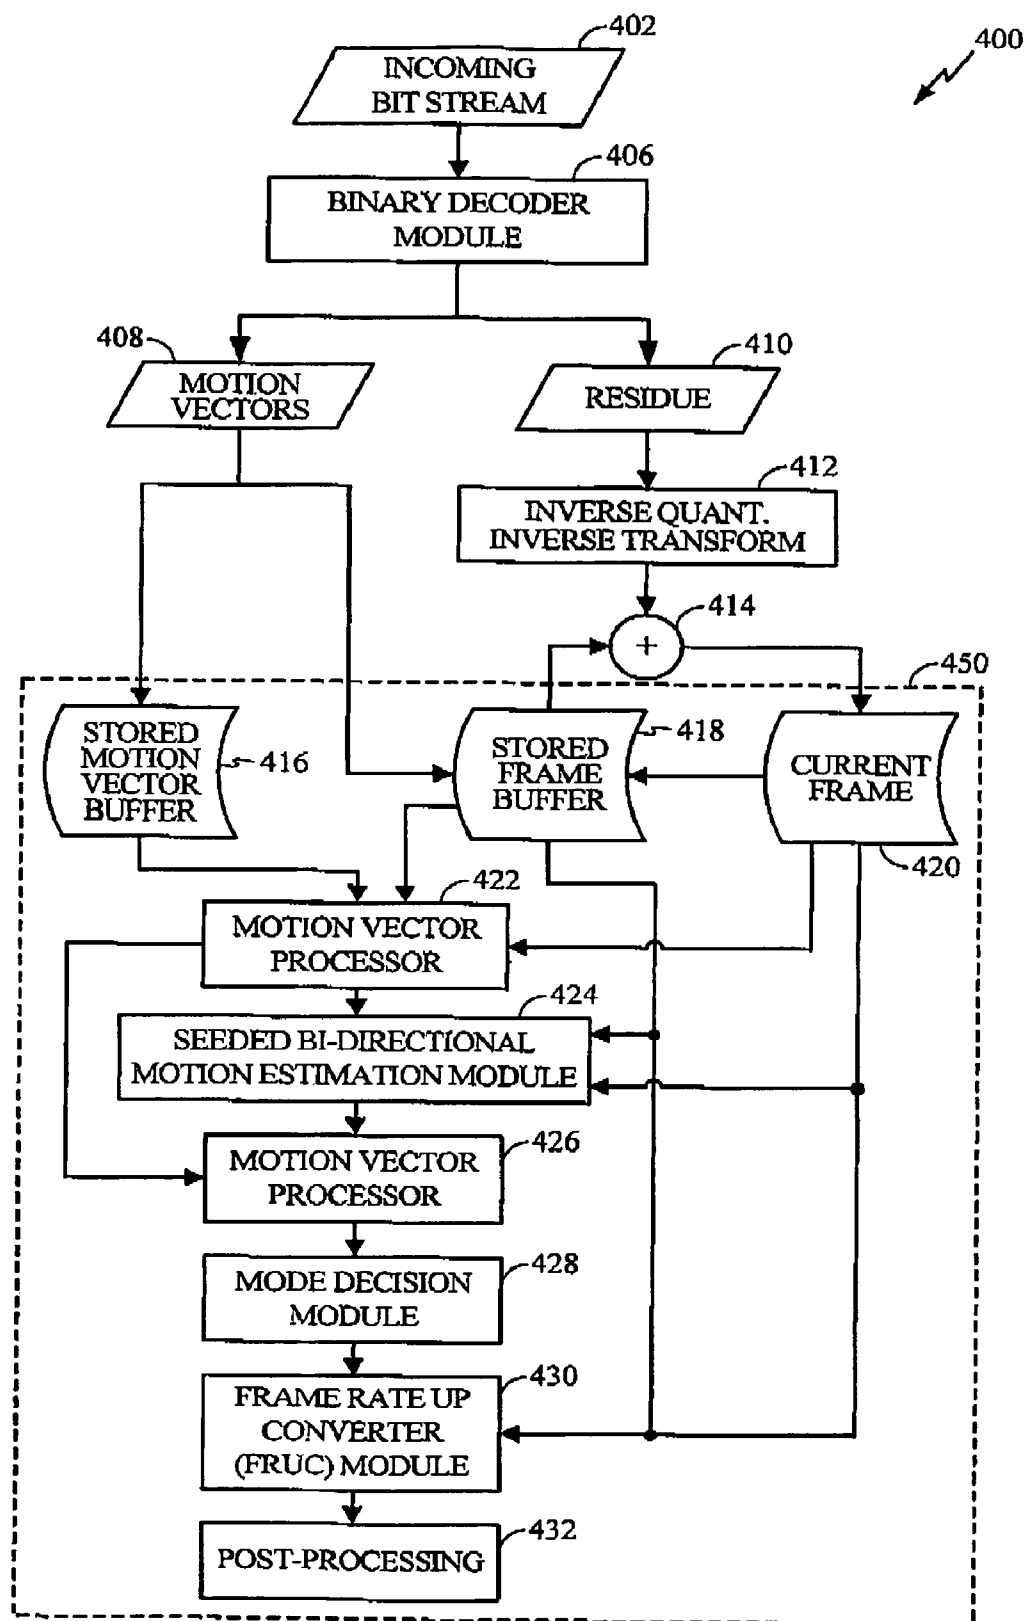 402
400
INCOMING
BIT STREAM
406
BINARY DECODER
MODULE
408
MOTION
VECTORS
410
RESIDUE
412
INVERSE QUANT.
INVERSE TRANSFORM
414
+
450
STORED
MOTION
VECTOR
BUFFER
416
STORED
FRAME
BUFFER
418
CURRENT
FRAME
420
422
MOTION VECTOR
PROCESSOR
424
SEEDED BI-DIRECTIONAL
MOTION ESTIMATION MODULE
426
MOTION VECTOR
PROCESSOR
428
MODE DECISION
MODULE
430
FRAME RATE UP
CONVERTER
(FRUC) MODULE
432
POST-PROCESSING